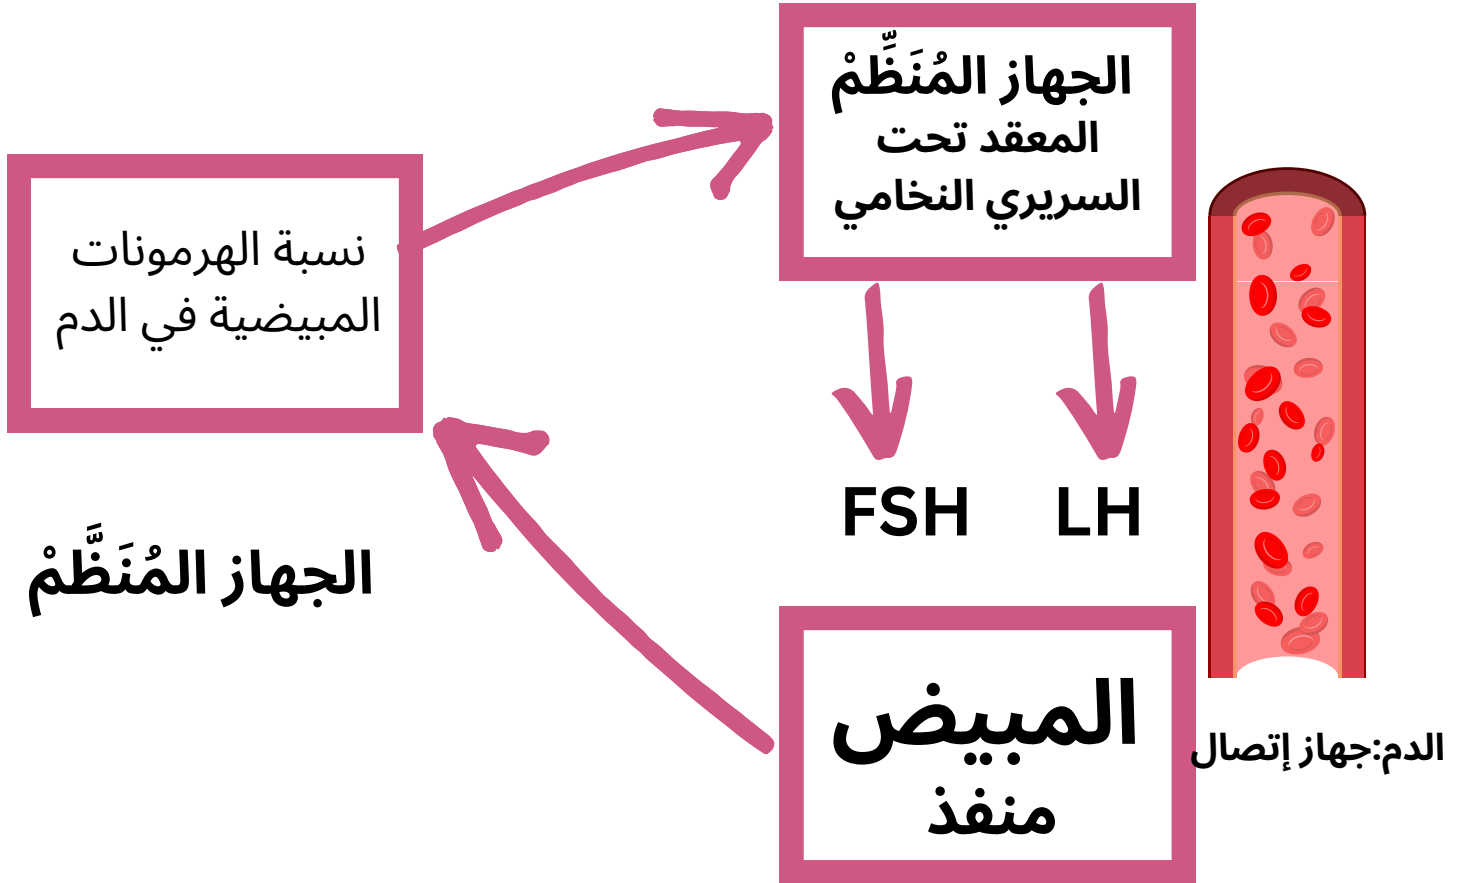 الجهاز المُنَظِّمْ
المعقد تحت
السريري النخامي
نسبة الهرمونات
المبيضية في الدم
FSH
LH
الجهاز المُنَظَّمْ
المبيض
منفذ
الدم:جهاز إتصال